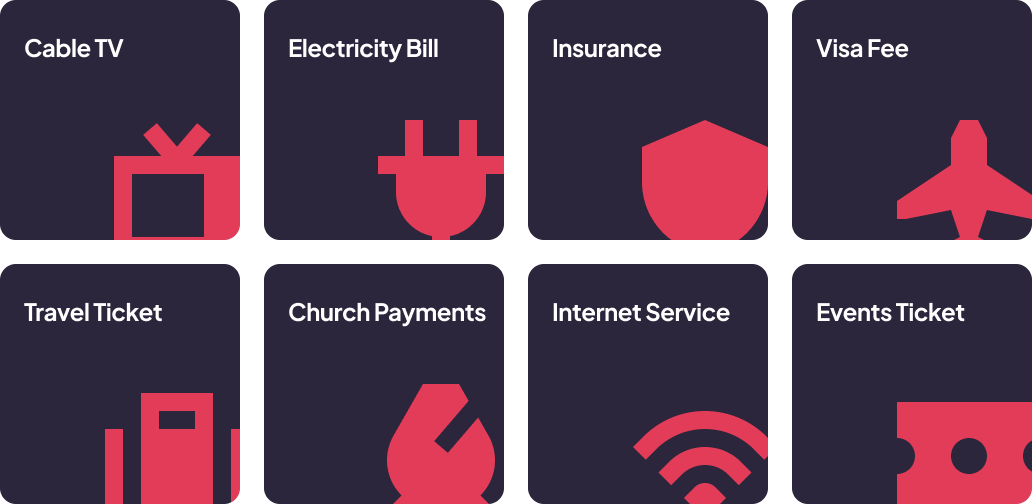 Cable TV
Electricity Bill
Insurance
Visa Fee
Travel Ticket
Church Payments
Internet Service
Events Ticket